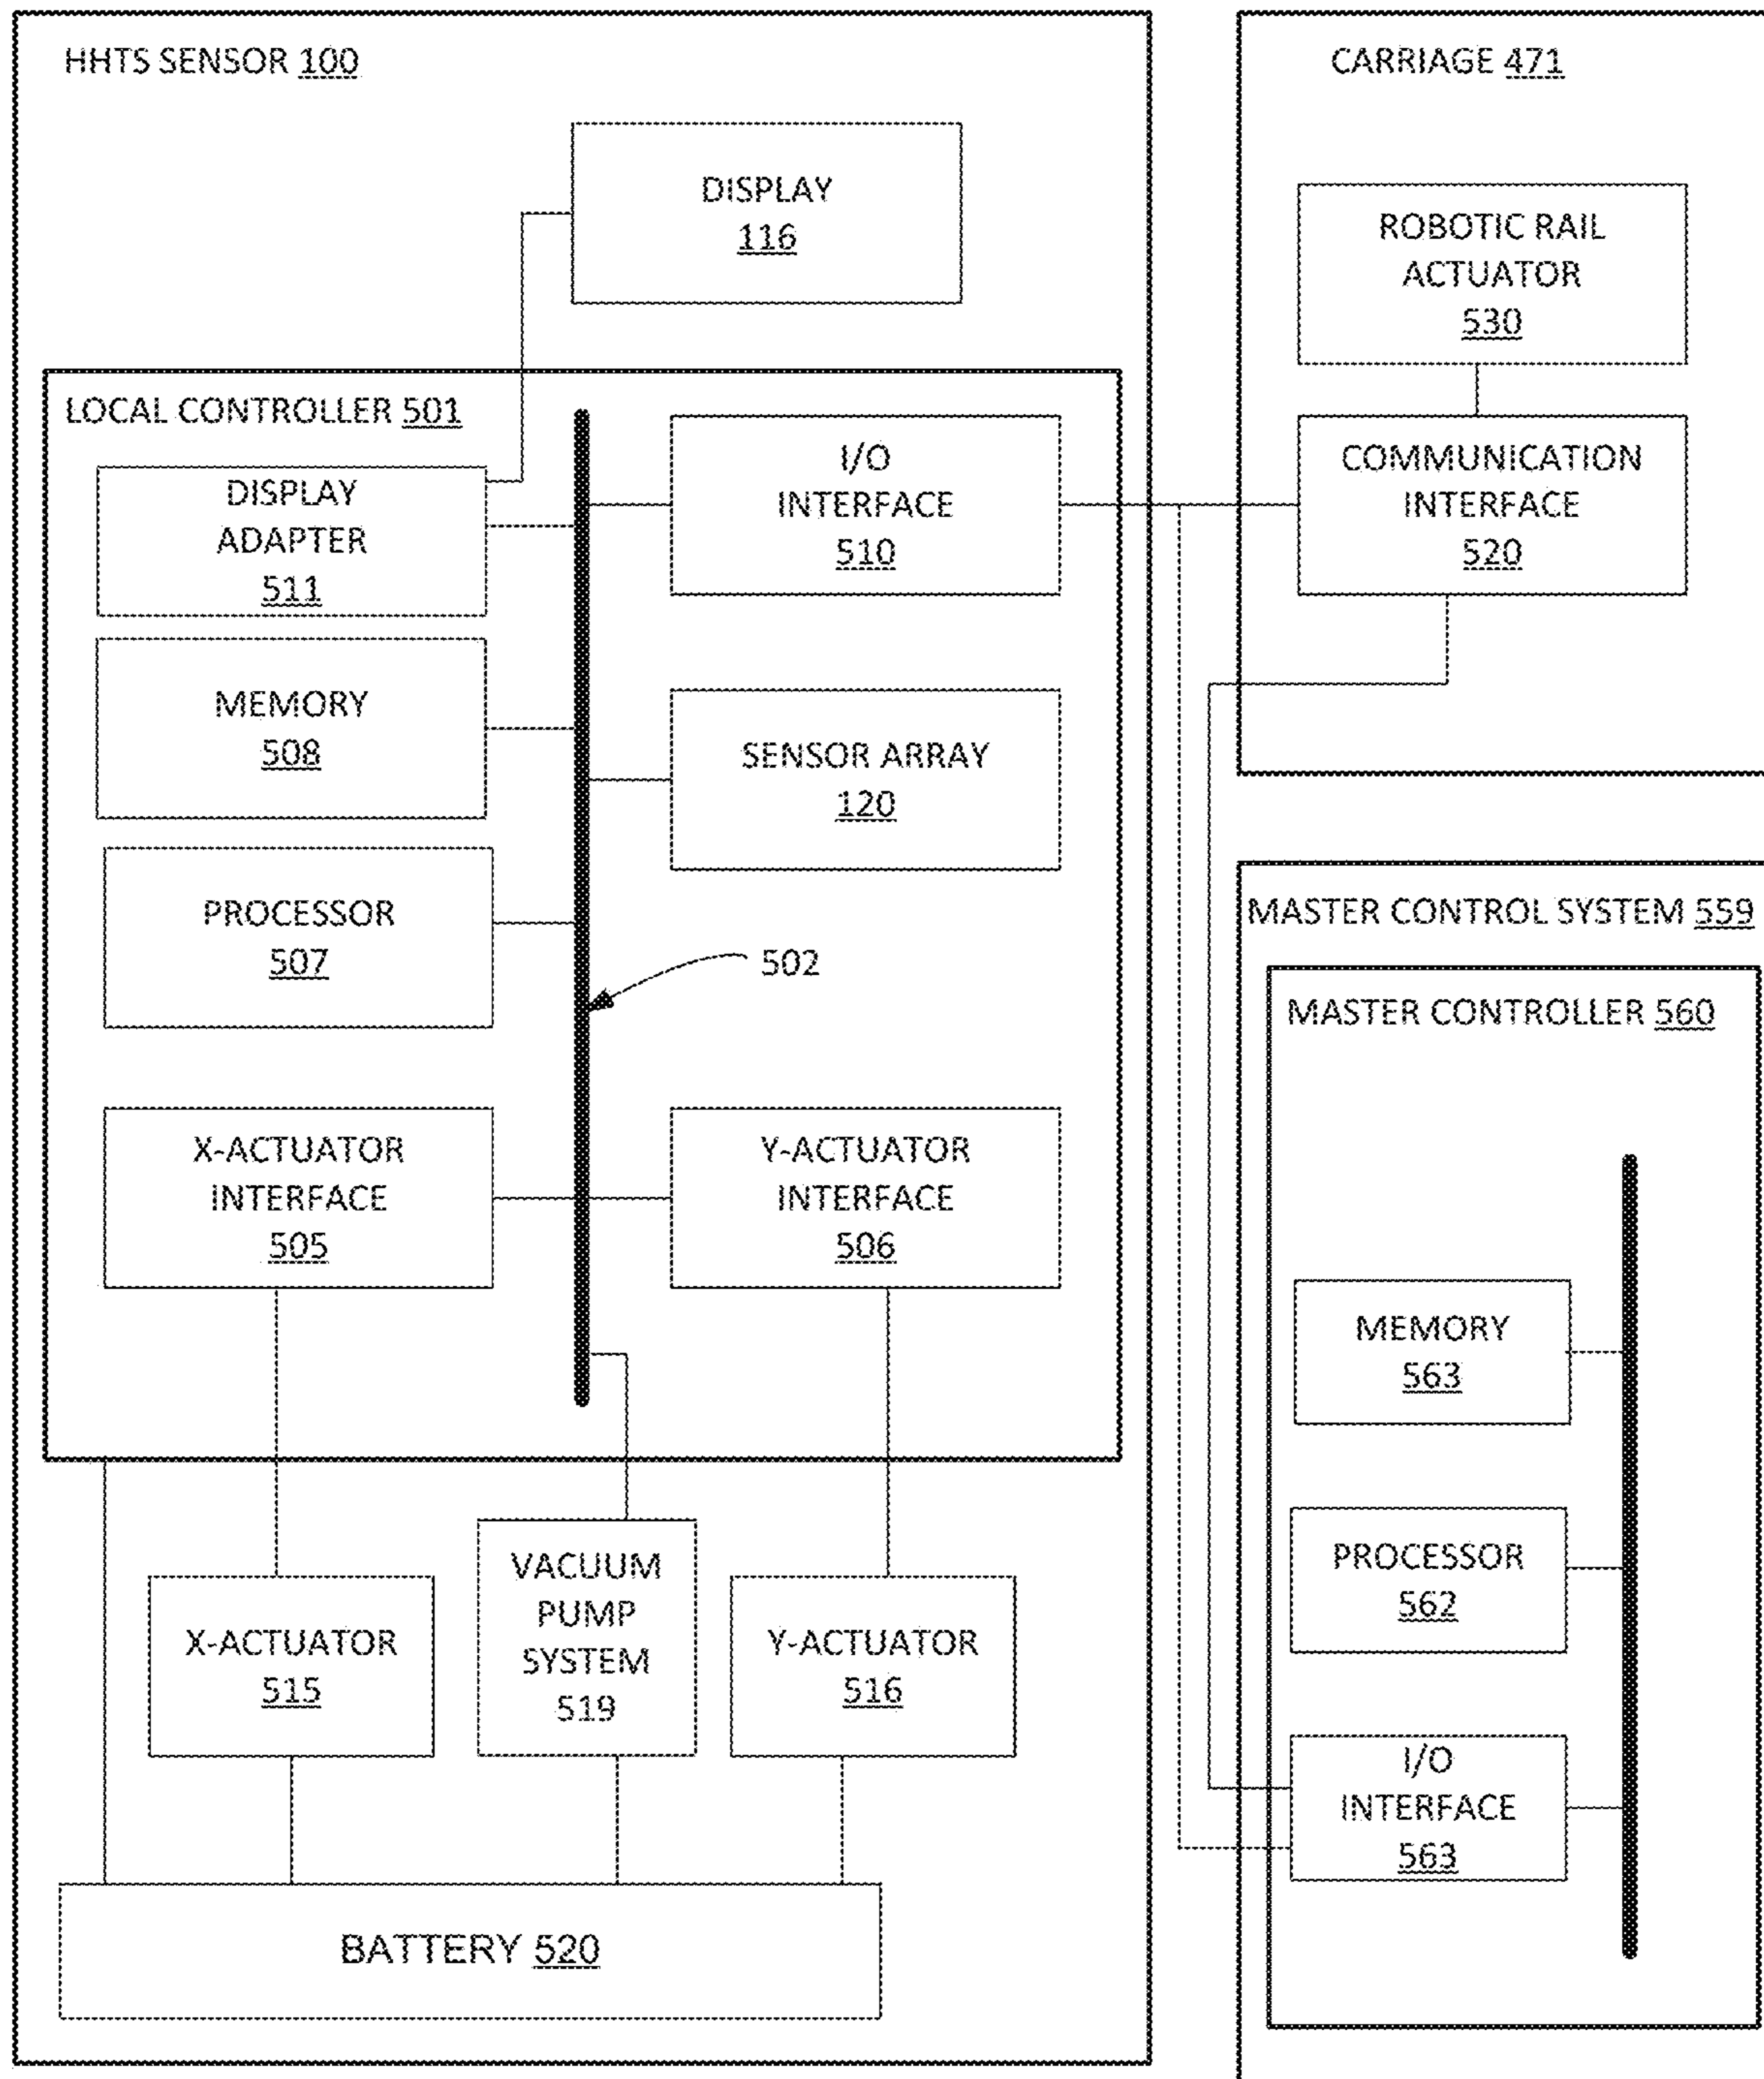 HHTS SENSOR 100
DISPLAY
116
LOCAL CONTROLLER 501
DISPLAY
ADAPTER
511
I/O
INTERFACE
510
MEMORY
508
SENSOR ARRAY
120
PROCESSOR
507
502
X-ACTUATOR
INTERFACE
505
Y-ACTUATOR
INTERFACE
506
X-ACTUATOR
515
VACUUM
PUMP
SYSTEM
519
Y-ACTUATOR
516
BATTERY 520
CARRIAGE 471
ROBOTIC RAIL
ACTUATOR
530
COMMUNICATION
INTERFACE
520
MASTER CONTROL SYSTEM 559
MASTER CONTROLLER 560
MEMORY
563
PROCESSOR
562
I/O
INTERFACE
563